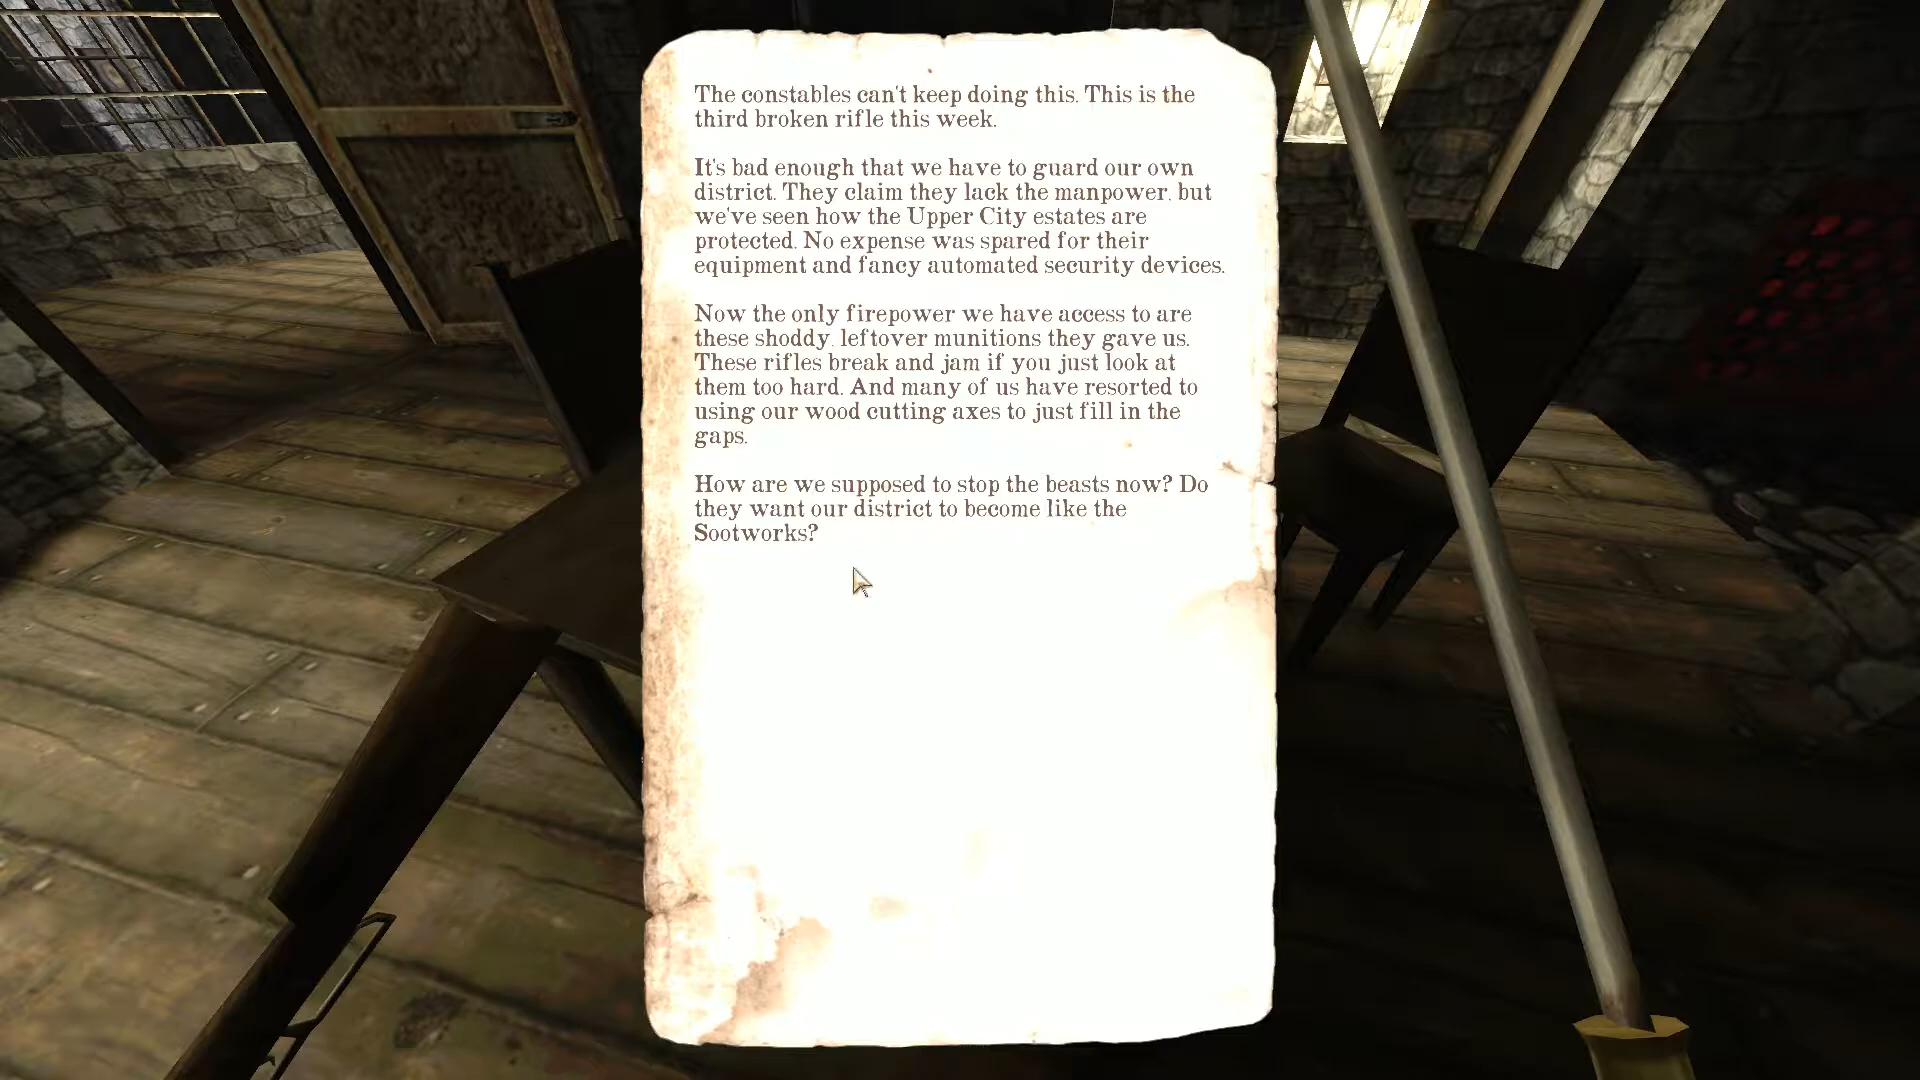 The constables can't keep doing this. This is the
third broken rifle this week.
It's bad enough that we have to guard our own
district. They claim they lack the manpower, but
we've seen how the Upper City estates are
protected. No expense was spared for their
equipment and fancy automated security devices.
Now the only firepower we have access to are
these shoddy, leftover munitions they gave us.
These rifles break and jam if you just look at
them too hard. And many of us have resorted to
using our wood cutting axes to just fill in the
gaps.
How are we supposed to stop the beasts now? Do
they want our district to become like the
Sootworks?